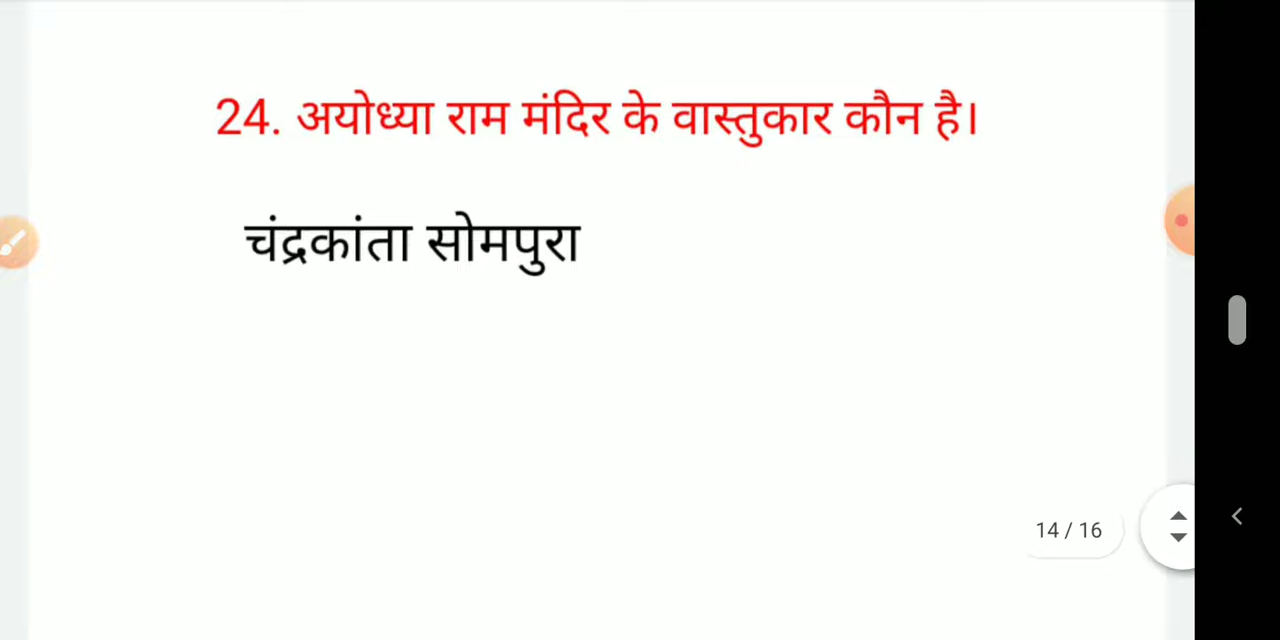 24. अयोध्या राम मंदिर के वास्तुकार कौन है।
चंद्रकांता सोमपुरा
14 / 16